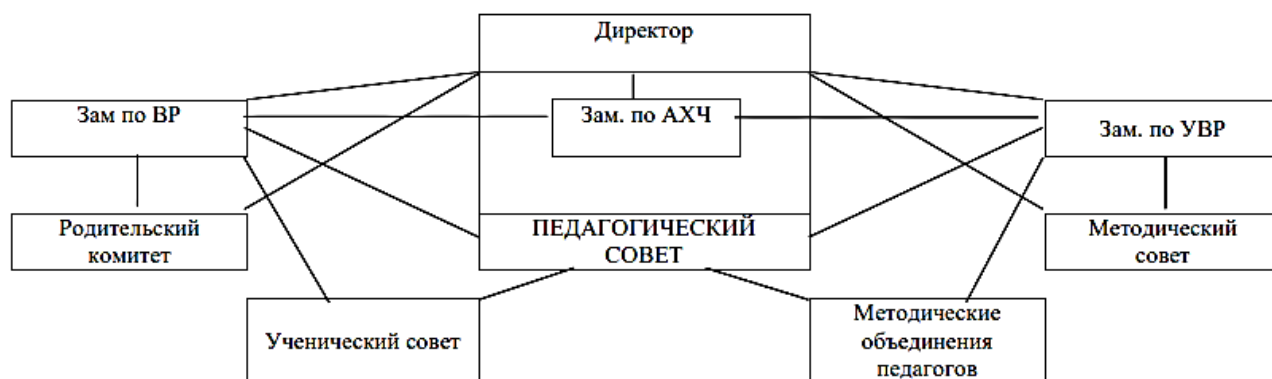 Директор
Зам по ВР
Зам. по АХЧ
Зам. по УВР
Родительский
комитет
ПЕДАГОГИЧЕСКИЙ
СОВЕТ
Методический
совет
Ученический совет
Методические
объединения
педагогов